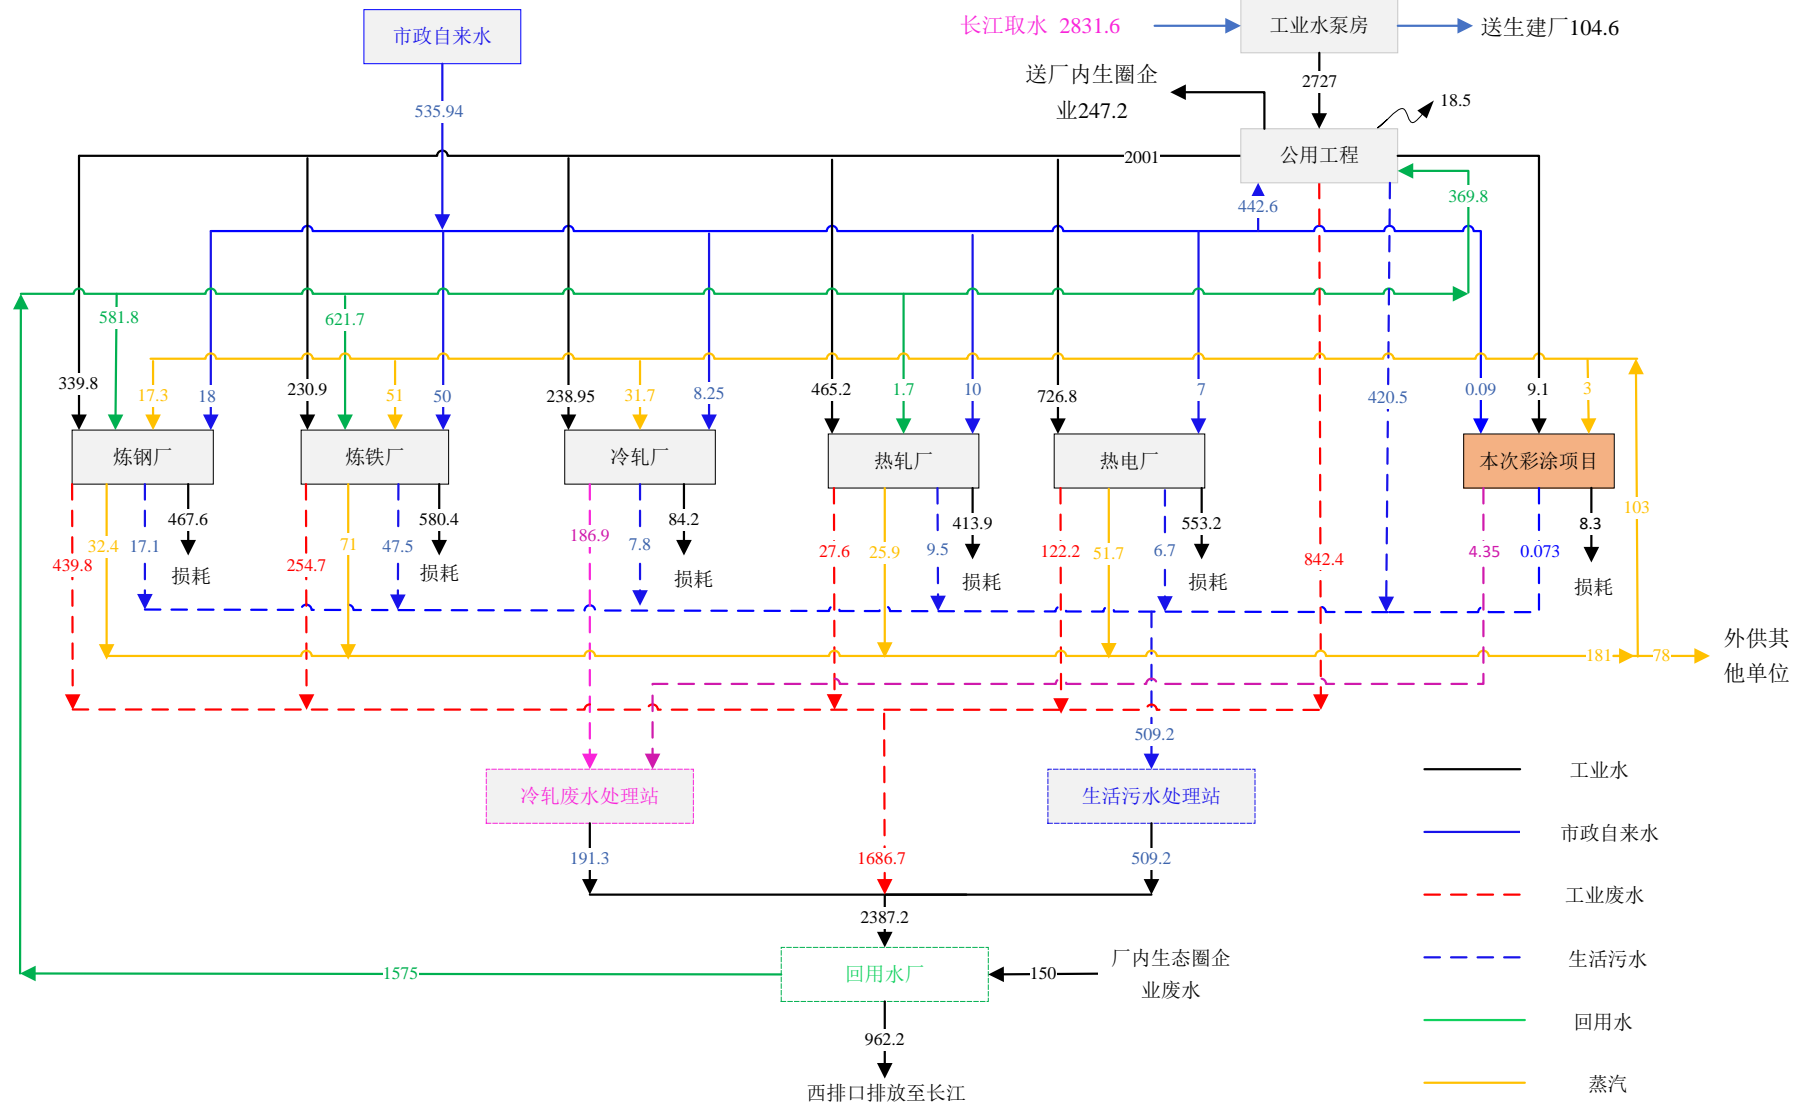 市政自来水
长江取水 2831.6
工业水泵房
送生建厂104.6
送厂内生圈企
业247.2
2727
18.5
535.94
2001
公用工程
442.6
369.8
581.8
621.7
339.8
17.3
18
230.9
51
50
238.95
31.7
8.25
465.2
1.7
10
726.8
7
420.5
0.09
9.1
3
炼钢厂
炼铁厂
冷轧厂
热轧厂
热电厂
本次彩涂项目
439.8
32.4
17.1
467.6
损耗
254.7
71
47.5
580.4
损耗
186.9
7.8
84.2
损耗
27.6
25.9
9.5
413.9
损耗
122.2
51.7
6.7
553.2
损耗
842.4
4.35
0.073
8.3
损耗
103
181
78
外供其
他单位
509.2
冷轧废水处理站
生活污水处理站
191.3
1686.7
509.2
2387.2
1575
回用水厂
150
厂内生态圈企
业废水
962.2
西排口排放至长江
工业水
市政自来水
工业废水
生活污水
回用水
蒸汽